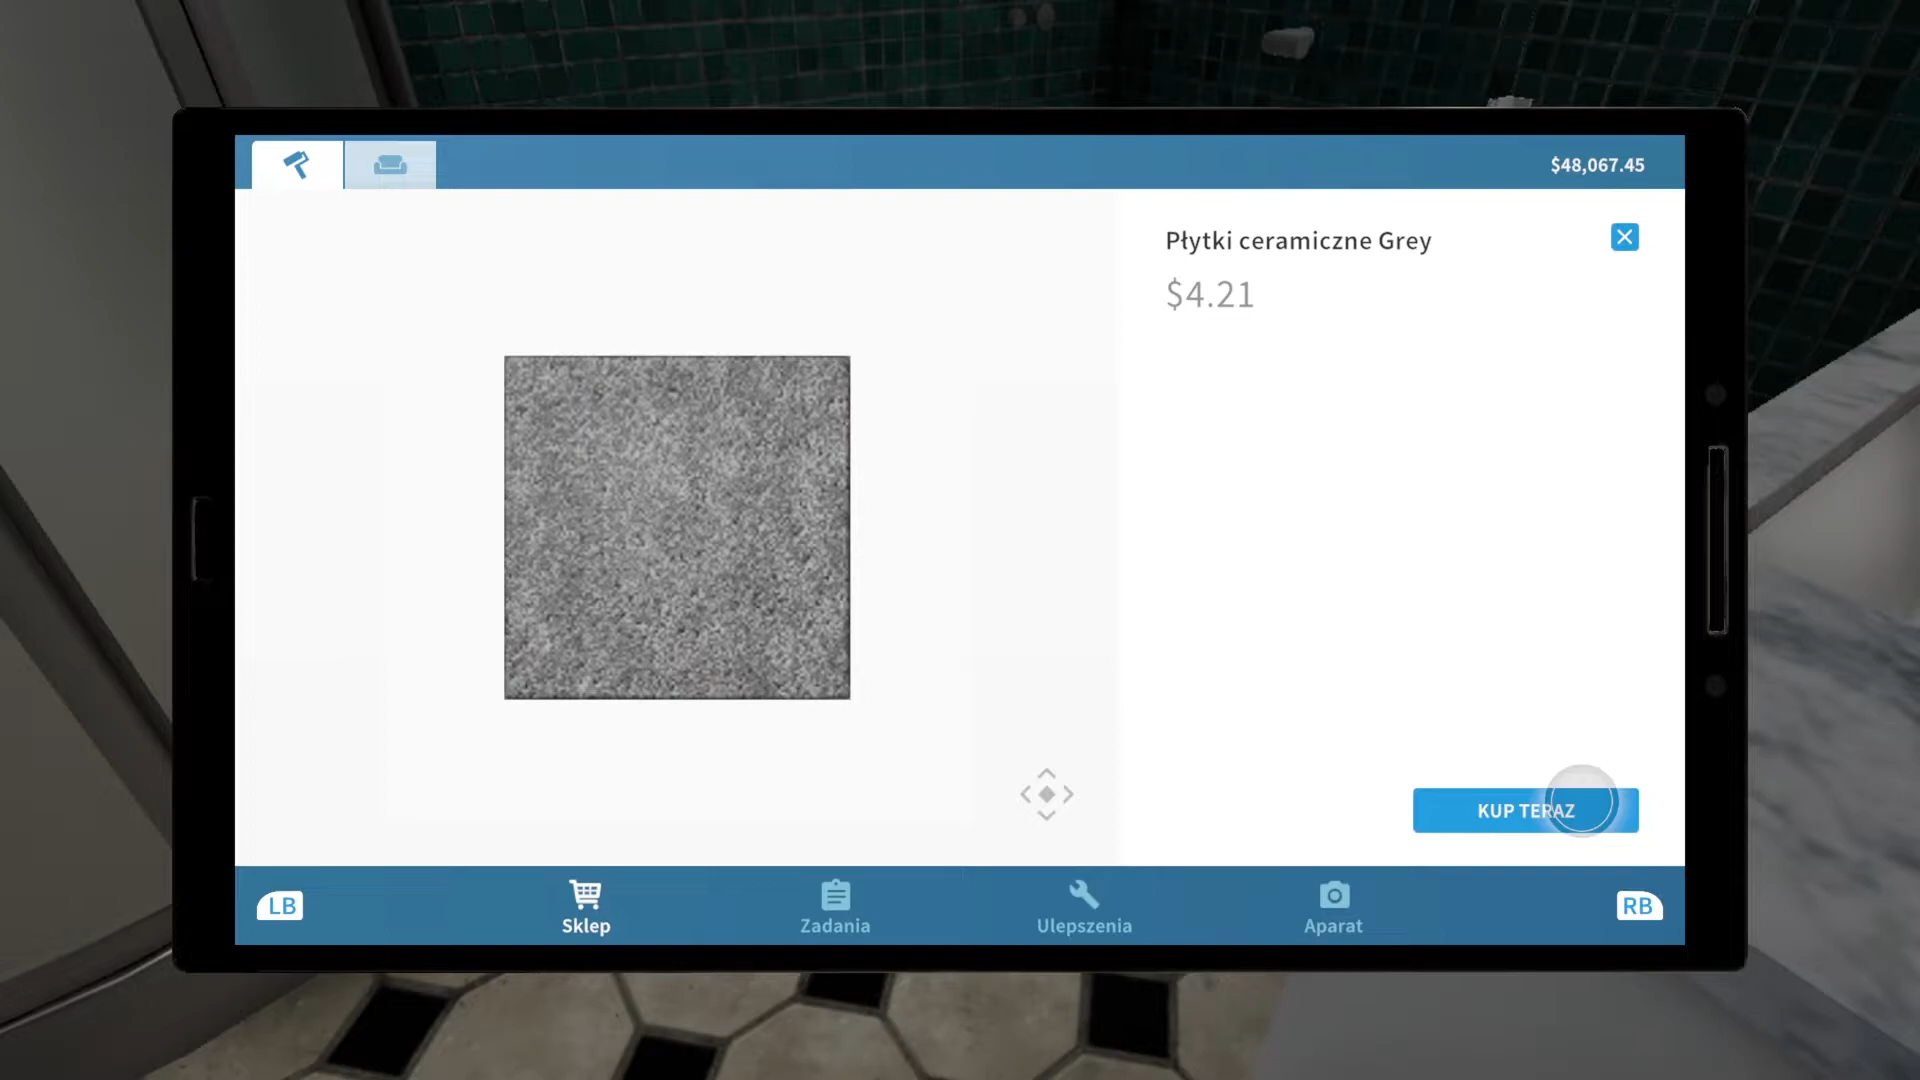 $48,067.45
Płytki ceramiczne Grey
$4.21
KUP TERAZ
LB
Sklep
Zadania
Ulepszenia
Aparat
RB